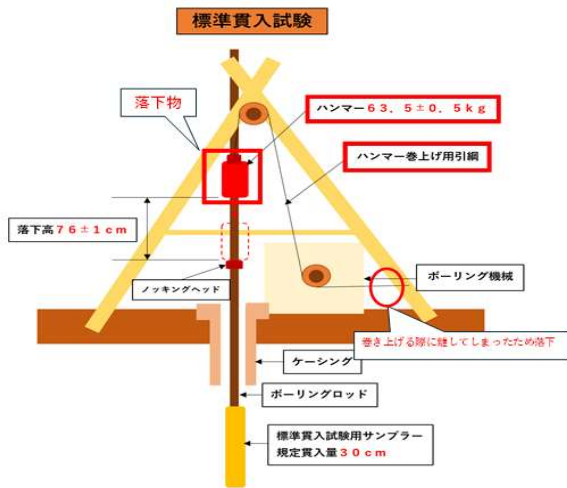 標準貫入試験
落下物
ハンマー63.5±0.5kg
ハンマー巻上げ用引綱
落下高76±1cm
ノッキングヘッド
ボーリング機械
巻き上げる際に離してしまったため落下
ケーシング
ボーリングロッド
標準貫入試験用サンプラー
規定貫入量30cm